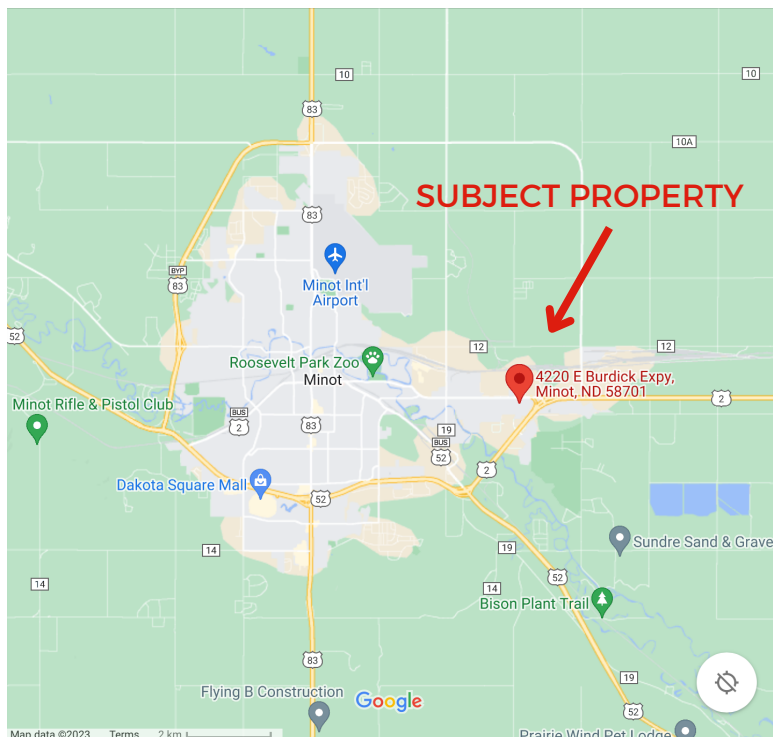 10
10
83
10A
SUBJECT PROPERTY
83
BYP
83
Minot Int'l
Airport
52
12
12
Roosevelt Park Zoo
Minot
4220 E Burdick Expy,
Minot, ND 58701
2
Minot Rifle & Pistol Club
BUS
2
83
19
BUS
52
2
Dakota Square Mall
52
Sundre Sand & Grave
14
19
52
14
14
Bison Plant Trail
83
19
Flying B Construction
Google
52
Prairie Wind Pet Lodge
Map data ©2023 Terms 2 km